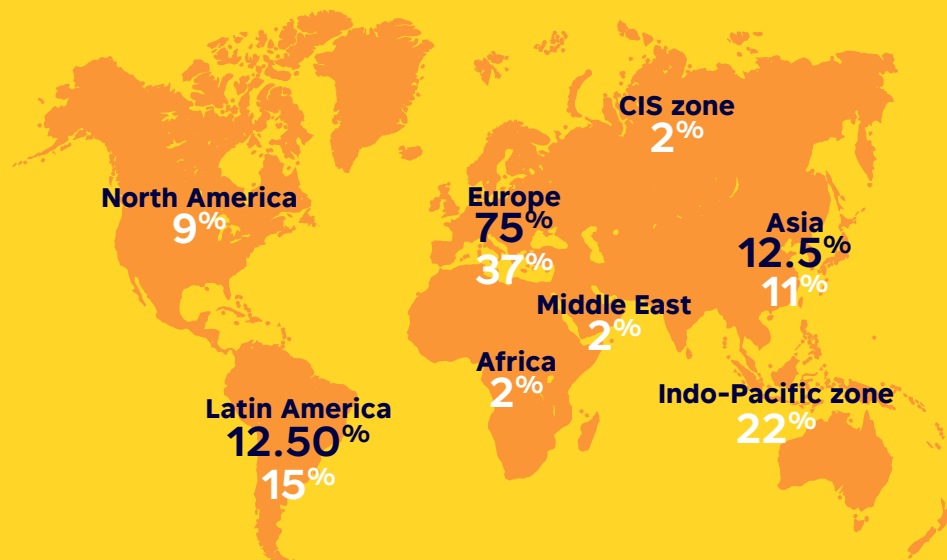 CIS zone
2%
North America
9%
Europe
75%
37%
Asia
12.5%
11%
Middle East
2%
Africa
2%
Indo-Pacific zone
22%
Latin America
12.50%
15%